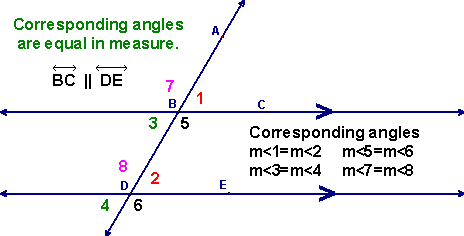 Corresponding angles
are equal in measure.
BC || DE
A
7
B
1
C
3
5
Corresponding angles
m<1=m<2 m<5=m<6
m<3=m<4 m<7=m<8
8
2
D
E
4
6